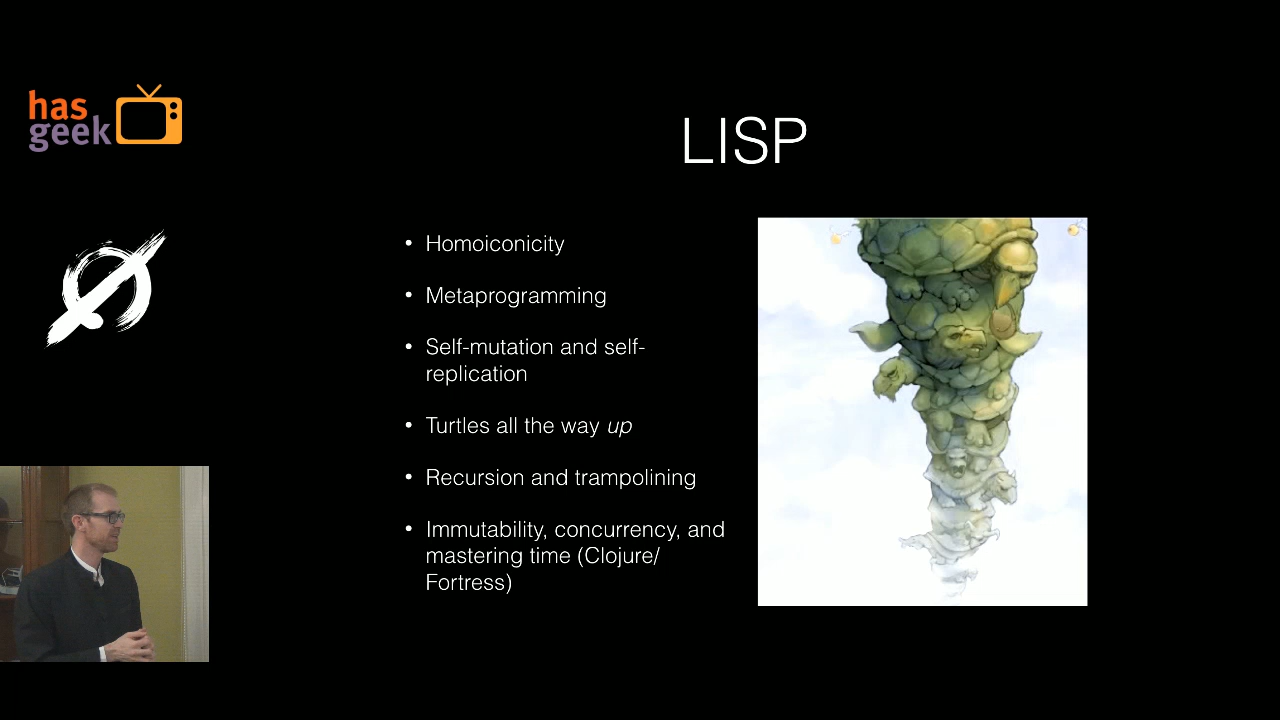 has
geek
LISP
• Homoiconicity
• Metaprogramming
• Self-mutation and self-
replication
• Turtles all the way up
• Recursion and trampolining
• Immutability, concurrency, and
mastering time (Clojure/
Fortress)